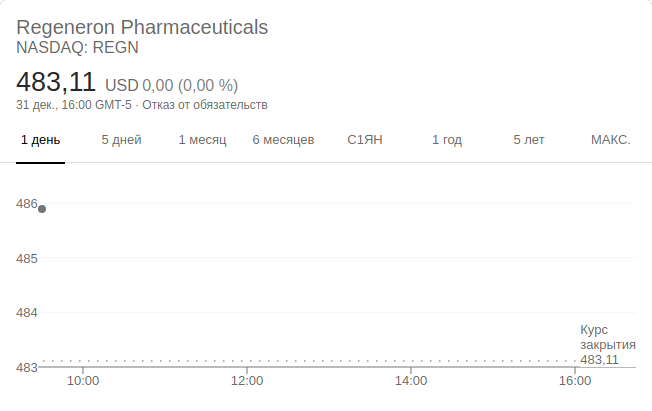 Regeneron Pharmaceuticals
NASDAQ: REGN
483,11 USD 0,00 (0,00 %)
31 дек., 16:00 GMT-5 · Отказ от обязательств
1 день 5 дней 1 месяц 6 месяцев С1ЯН 1 год 5 лет МАКС.
486
485
484
Курс
закрытия
483,11
483
10:00 12:00 14:00 16:00